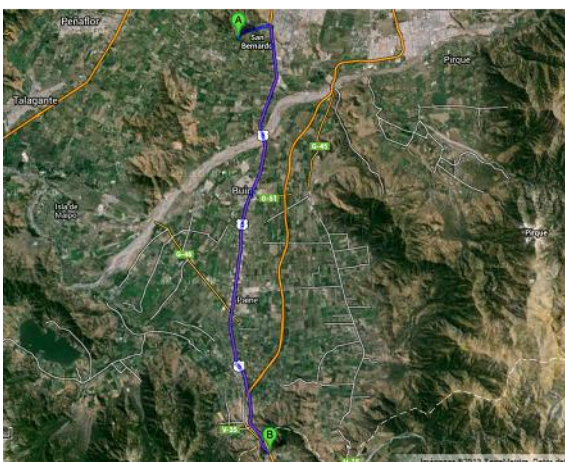 Peñaflor
A
San
Bernardo
Pirque
Talagante
5
G-45
Buin
G-51
Isla de
Maipo
5
Pirque
G-46
Paine
5
V-35
B